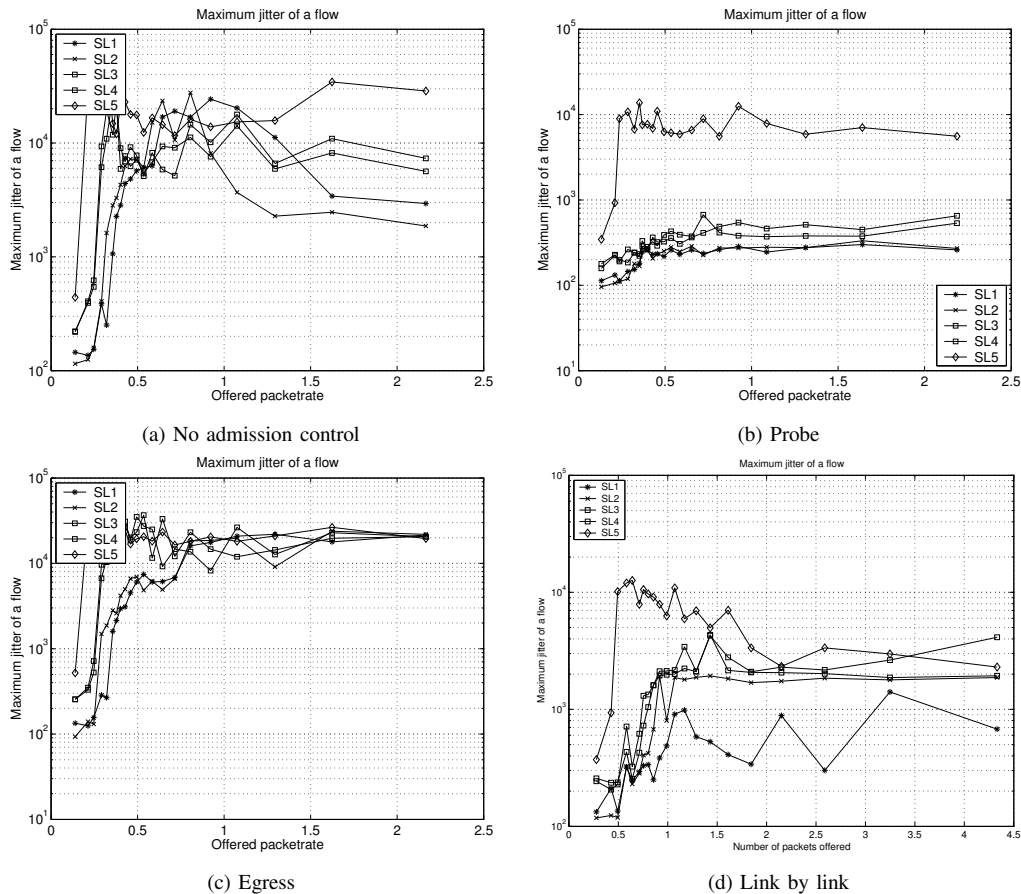 Maximum jitter of a flow
Maximum jitter of a flow
10^5
10^4
10^3
10^2
0
0.5
1
1.5
2
2.5
Offered packetrate
SL1
SL2
SL3
SL4
SL5
(a) No admission control
Maximum jitter of a flow
Maximum jitter of a flow
10^5
10^4
10^3
10^2
10^1
0
0.5
1
1.5
2
2.5
Offered packetrate
SL1
SL2
SL3
SL4
SL5
(b) Probe
Maximum jitter of a flow
Maximum jitter of a flow
10^5
10^4
10^3
10^2
10^1
0
0.5
1
1.5
2
2.5
Offered packetrate
SL1
SL2
SL3
SL4
SL5
(c) Egress
Maximum jitter of a flow
Maximum jitter of a flow
10^5
10^4
10^3
10^2
0
0.5
1
1.5
2
2.5
3
3.5
4
4.5
Number of packets offered
SL1
SL2
SL3
SL4
SL5
(d) Link by link